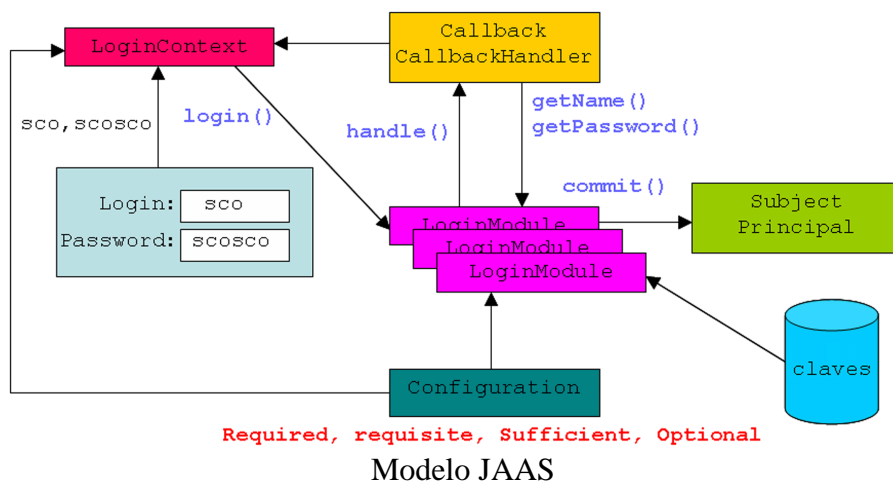 Callback
CallbackHandler
LoginContext
getName()
getPassword()
sco,scosco
login()
handle()
commit()
Login: sco
Password: scosco
Subject
Principal
LoginModule
LoginModule
LoginModule
claves
Configuration
Required, requisite, Sufficient, Optional
Modelo JAAS